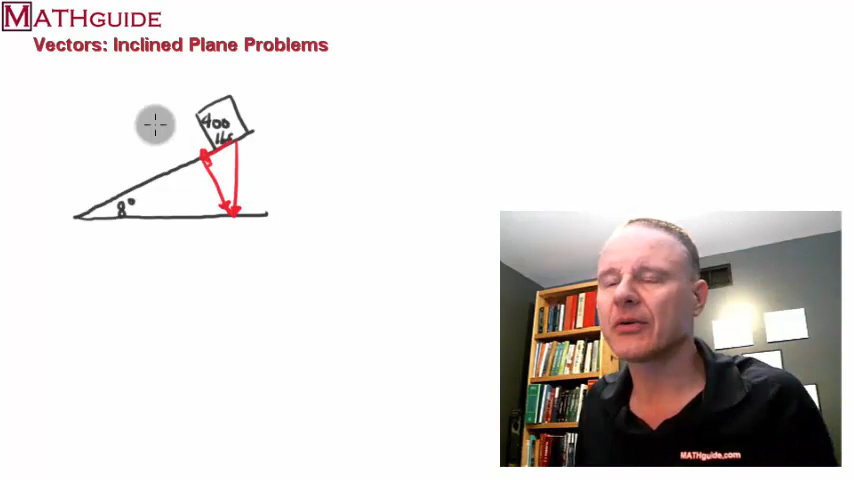 MATHGUIDE
Vectors: Inclined Plane Problems
400
lbs
8°
MATHguide.com